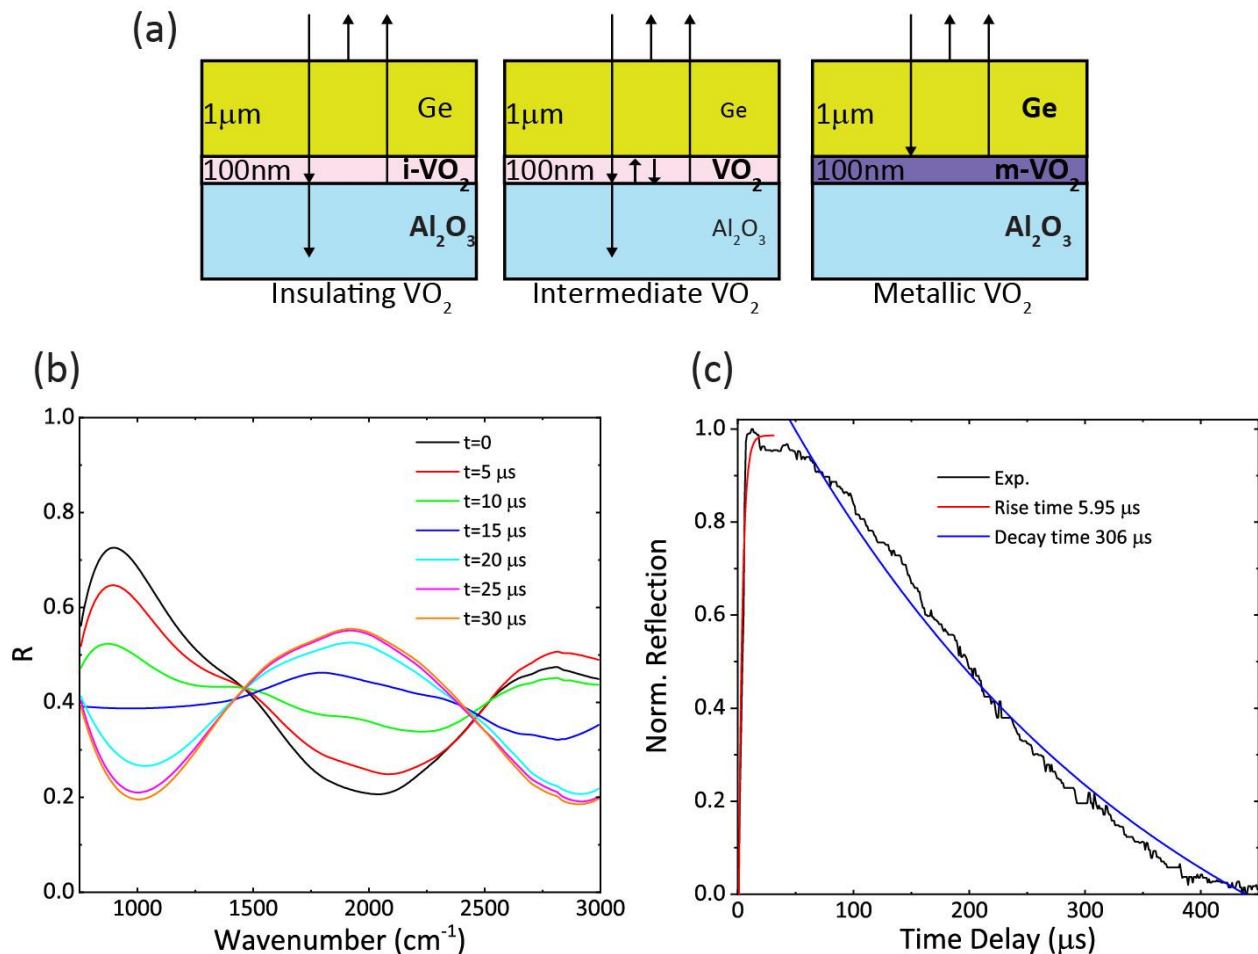 (a)
1μm
Ge
100nm
i-VO2
Al2O3
Insulating VO2
1μm
Ge
100nm
VO2
Al2O3
Intermediate VO2
1μm
Ge
100nm
m-VO2
Al2O3
Metallic VO2
(b)
1.0
0.8
0.6
0.4
0.2
0.0
R
t=0
t=5 μs
t=10 μs
t=15 μs
t=20 μs
t=25 μs
t=30 μs
1000
1500
2000
2500
3000
Wavenumber (cm-1)
(c)
1.0
0.8
0.6
0.4
0.2
0.0
Norm. Reflection
Exp.
Rise time 5.95 μs
Decay time 306 μs
0
100
200
300
400
Time Delay (μs)